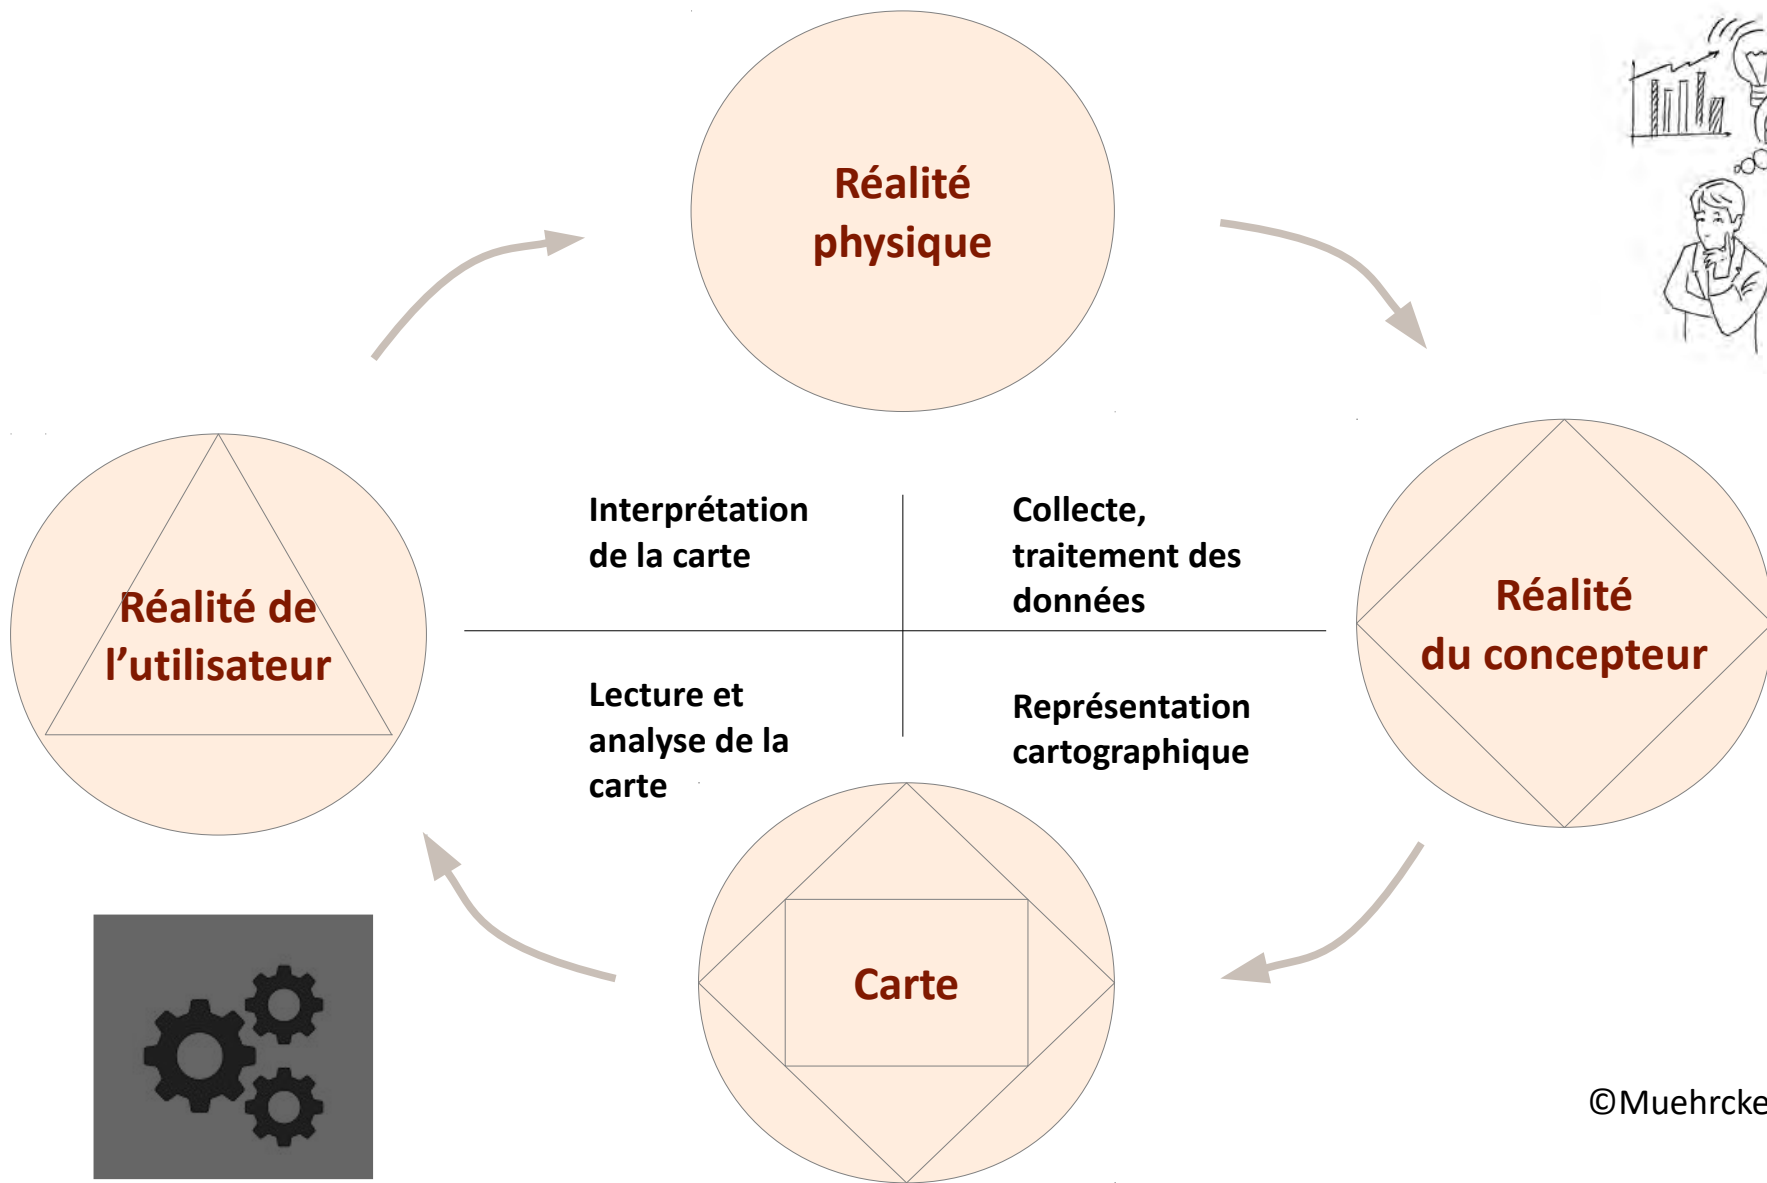 Réalité
physique
Interprétation
de la carte
Collecte,
traitement des
données
Réalité de
l'utilisateur
Réalité
du concepteur
Lecture et
analyse de la
carte
Représentation
cartographique
Carte
©Muehrcke